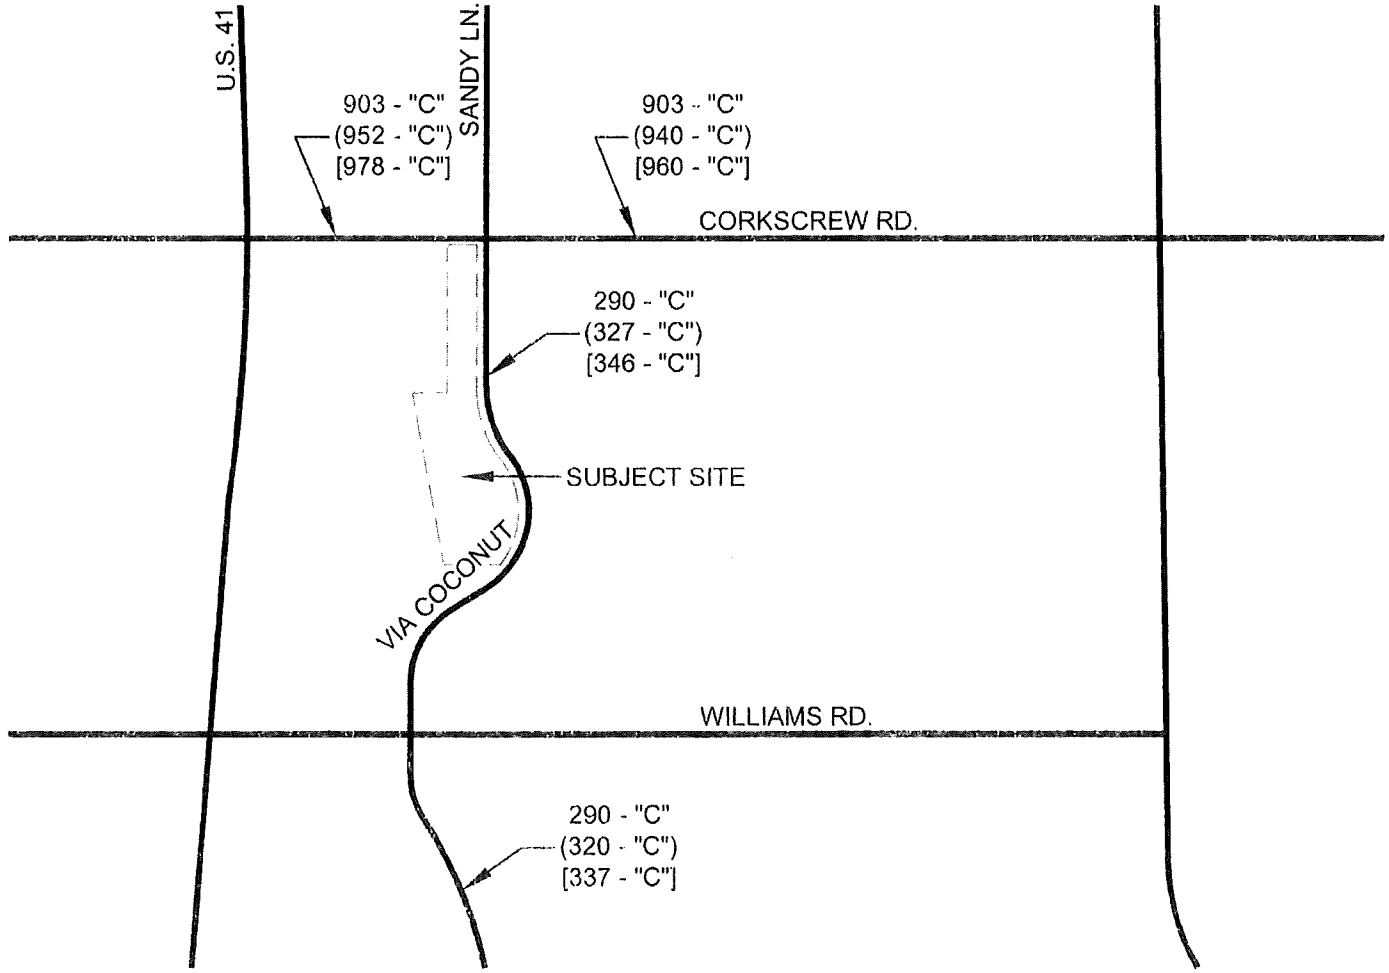 U.S. 41
SANDY LN.
903 - "C"
(952 - "C")
[978 - "C"]
903 - "C"
(940 - "C")
[960 - "C"]
CORKSCREW RD.
290 - "C"
(327 - "C")
[346 - "C"]
SUBJECT SITE
VIA COCONUT
WILLIAMS RD.
290 - "C"
(320 - "C")
[337 - "C"]